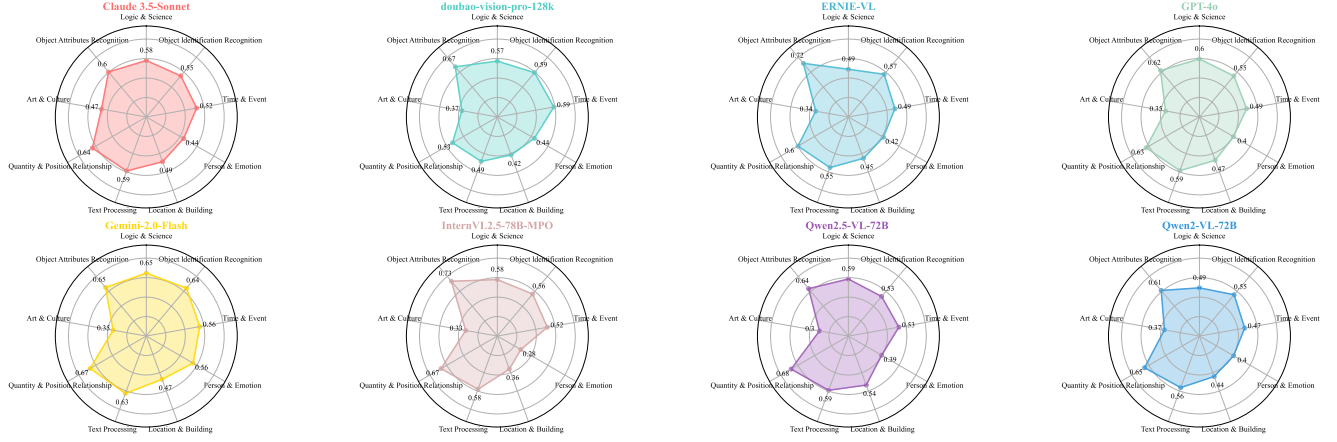 Claude 3.5-Sonnet
Logic & Science
Object Attributes Recognition
Object Identification Recognition
0.58
0.6
0.55
Art & Culture
0.47
0.52
Time & Event
0.44
0.64
Quantity & Position Relationship
Person & Emotion
0.59
0.49
Text Processing
Location & Building
doubao-vision-pro-128k
Logic & Science
Object Attributes Recognition
Object Identification Recognition
0.57
0.67
0.59
Art & Culture
0.37
0.59
Time & Event
0.44
0.53
Quantity & Position Relationship
Person & Emotion
0.49
0.42
Text Processing
Location & Building
ERNIE-VL
Logic & Science
Object Attributes Recognition
Object Identification Recognition
0.72
0.49
0.57
Art & Culture
0.34
0.49
Time & Event
0.42
0.6
Quantity & Position Relationship
Person & Emotion
0.55
0.45
Text Processing
Location & Building
GPT-4o
Logic & Science
Object Attributes Recognition
Object Identification Recognition
0.6
0.62
0.55
Art & Culture
0.35
0.49
Time & Event
0.4
0.63
Quantity & Position Relationship
Person & Emotion
0.59
0.47
Text Processing
Location & Building
Gemini-2.0-Flash
Logic & Science
Object Attributes Recognition
Object Identification Recognition
0.65
0.65
0.64
Art & Culture
0.35
0.56
Time & Event
0.56
0.67
Quantity & Position Relationship
Person & Emotion
0.63
0.47
Text Processing
Location & Building
InternVL2.5-78B-MPO
Logic & Science
Object Attributes Recognition
Object Identification Recognition
0.73
0.58
0.56
Art & Culture
0.33
0.52
Time & Event
0.28
0.67
Quantity & Position Relationship
Person & Emotion
0.58
0.36
Text Processing
Location & Building
Qwen2.5-VL-72B
Logic & Science
Object Attributes Recognition
Object Identification Recognition
0.59
0.64
0.53
Art & Culture
0.3
0.53
Time & Event
0.39
0.68
Quantity & Position Relationship
Person & Emotion
0.59
0.54
Text Processing
Location & Building
Qwen2-VL-72B
Logic & Science
Object Attributes Recognition
Object Identification Recognition
0.49
0.61
0.55
Art & Culture
0.37
0.47
Time & Event
0.4
0.65
Quantity & Position Relationship
Person & Emotion
0.56
0.44
Text Processing
Location & Building